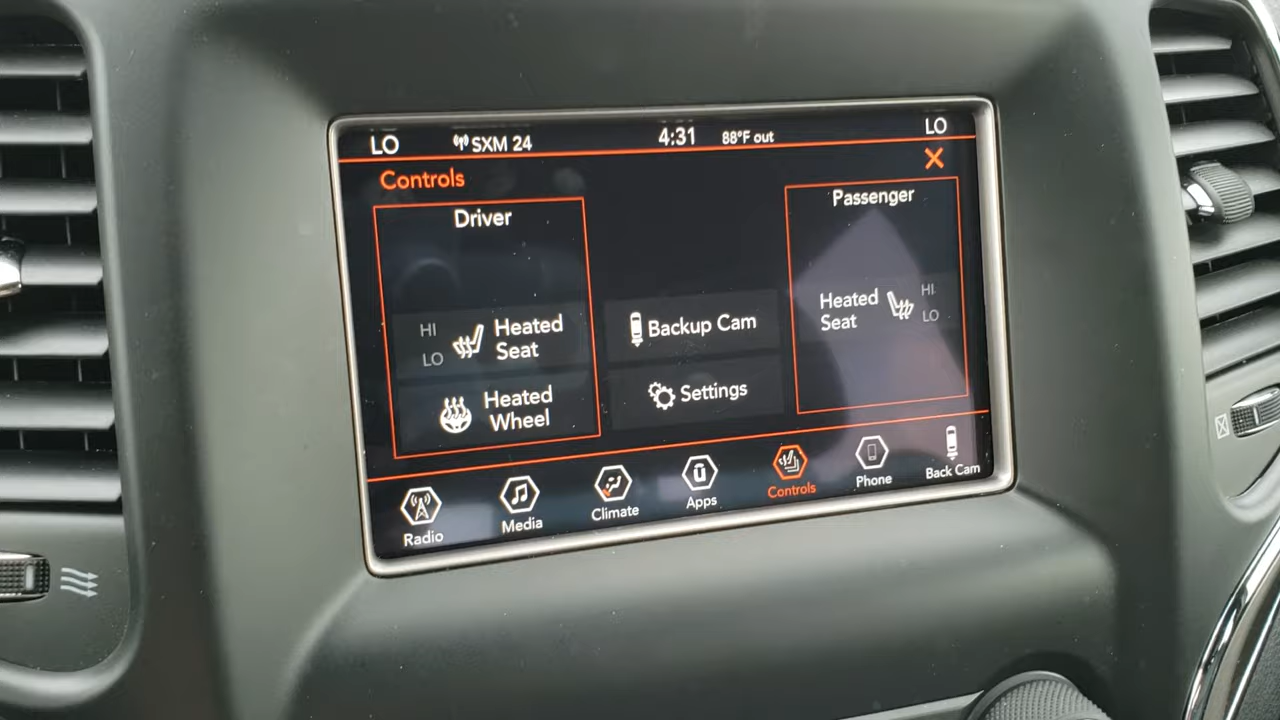 LO SXM 24 4:31 88°F out LO
Controls
Driver
HI
LO
Heated
Seat
Heated
Wheel
Backup Cam
Settings
Passenger
Heated
Seat
HI
LO
Radio Media Climate Apps Controls Phone Back Cam